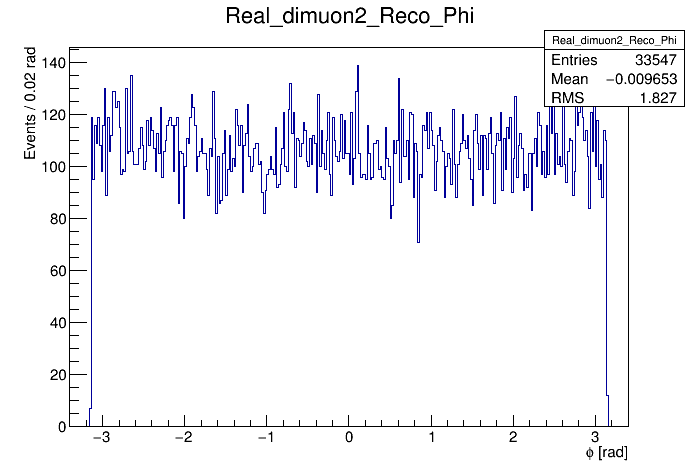 Real_dimuon2_Reco_Phi
Real_dimuon2_Reco_Phi
Entries 33547
Mean −0.009653
RMS 1.827
Events / 0.02 rad
140
120
100
80
60
40
20
0
−3 −2 −1 0 1 2 3
ϕ [rad]